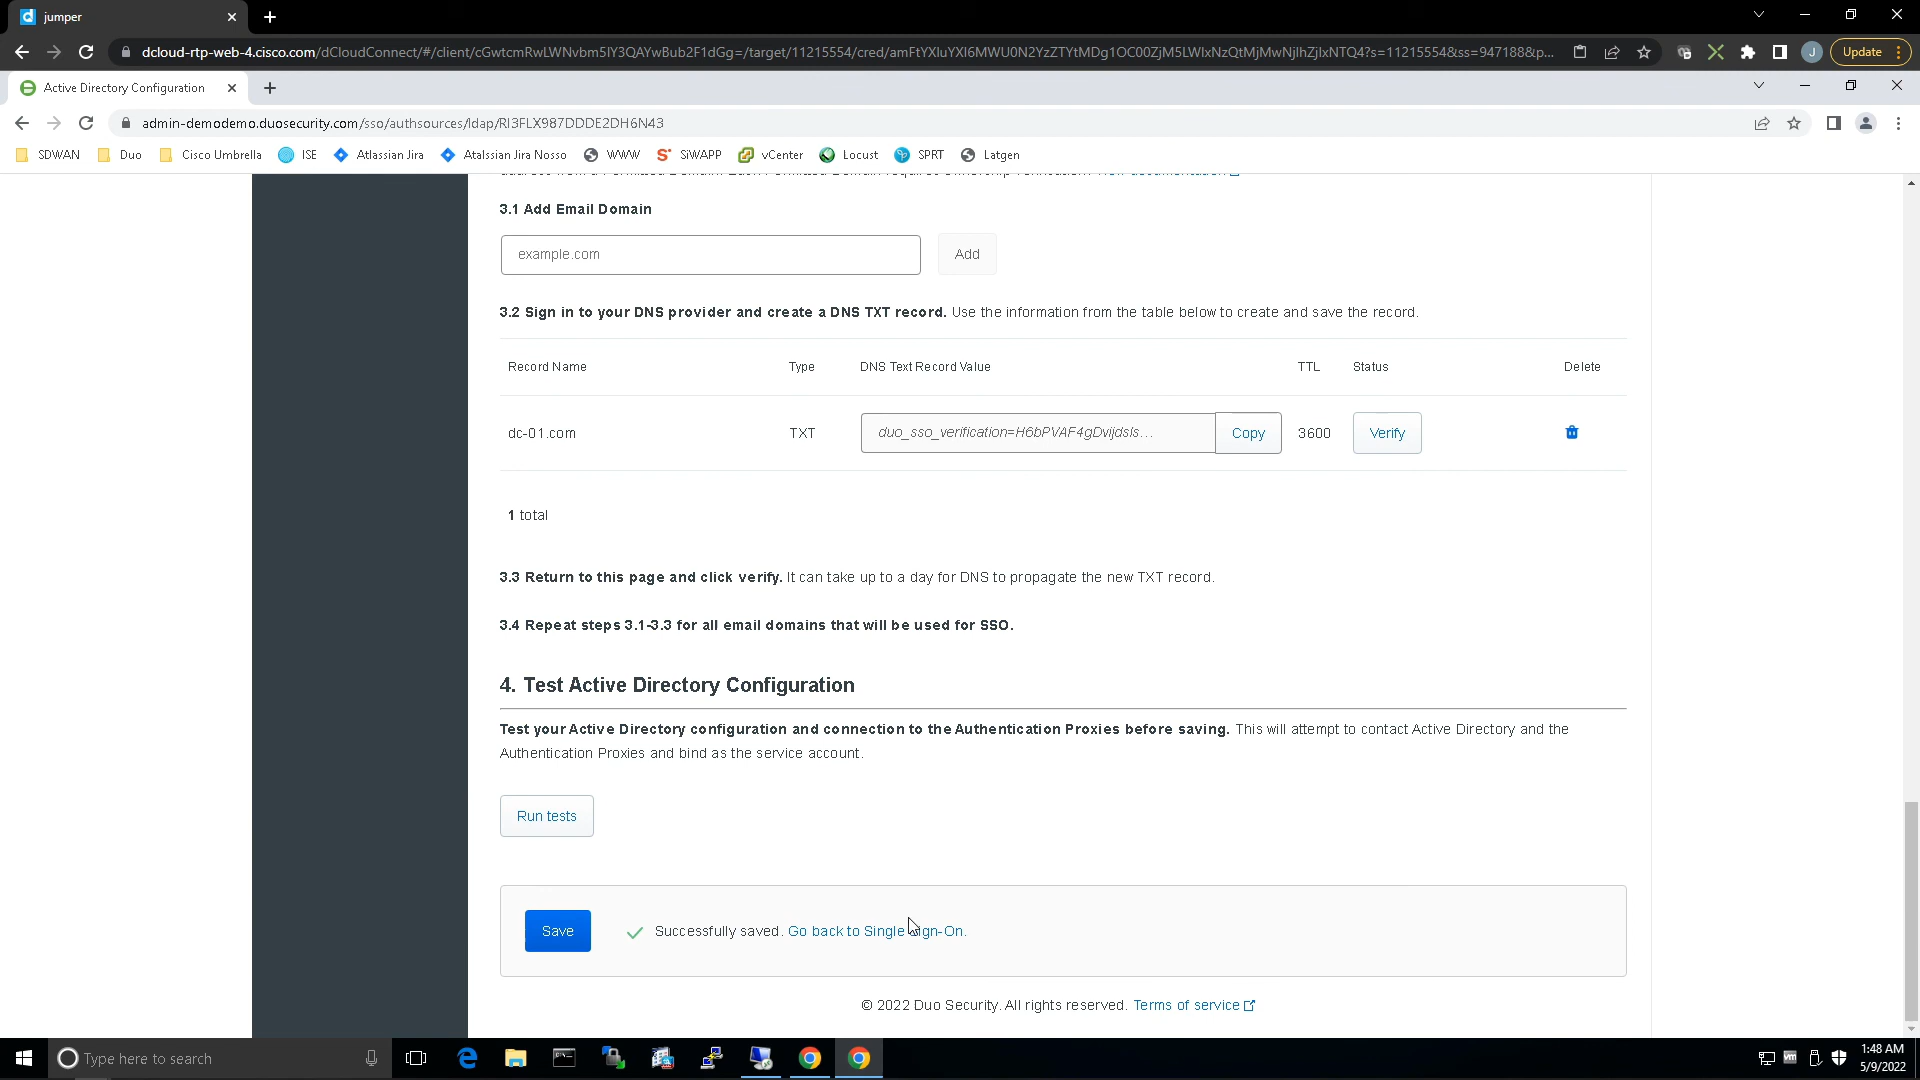 jumper
dcloud-rtp-web-4.cisco.com/dCloudConnect/#/client/cGwtcmRwLWNvbm5lY3QAYwBub2F1dGg=/target/11215554/cred/amFtYXIuYXI6MWU0N2YzZTYtMDg1OC00ZjM5LWIxNzQtMjMwNjlhZjIxNTQ4?s=11215554&ss=947188&p...
J
Update
Active Directory Configuration
admin-demodemo.duosecurity.com/sso/authsources/ldap/RI3FLX987DDDE2DH6N43
SDWAN Duo Cisco Umbrella ISE Atlassian Jira Atalssian Jira Nosso WWW SiWAPP vCenter Locust SPRT Latgen
3.1 Add Email Domain
example.com Add
3.2 Sign in to your DNS provider and create a DNS TXT record. Use the information from the table below to create and save the record.
Record Name Type DNS Text Record Value TTL Status Delete
dc-01.com TXT duo_sso_verification=H6bPVAF4gDvijdsIs... Copy 3600 Verify
1 total
3.3 Return to this page and click verify. It can take up to a day for DNS to propagate the new TXT record.
3.4 Repeat steps 3.1-3.3 for all email domains that will be used for SSO.
4. Test Active Directory Configuration
Test your Active Directory configuration and connection to the Authentication Proxies before saving. This will attempt to contact Active Directory and the
Authentication Proxies and bind as the service account.
Run tests
Save Successfully saved. Go back to Single Sign-On.
© 2022 Duo Security. All rights reserved. Terms of service
Type here to search
1:48 AM
5/9/2022